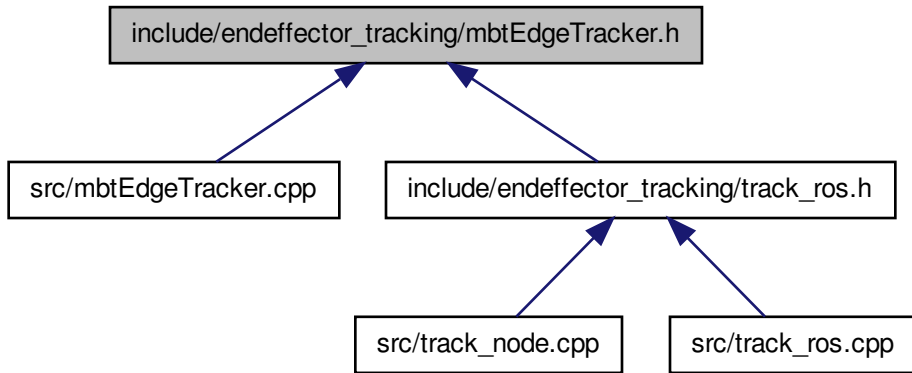 include/endeffector_tracking/mbtEdgeTracker.h
src/mbtEdgeTracker.cpp
include/endeffector_tracking/track_ros.h
src/track_node.cpp
src/track_ros.cpp